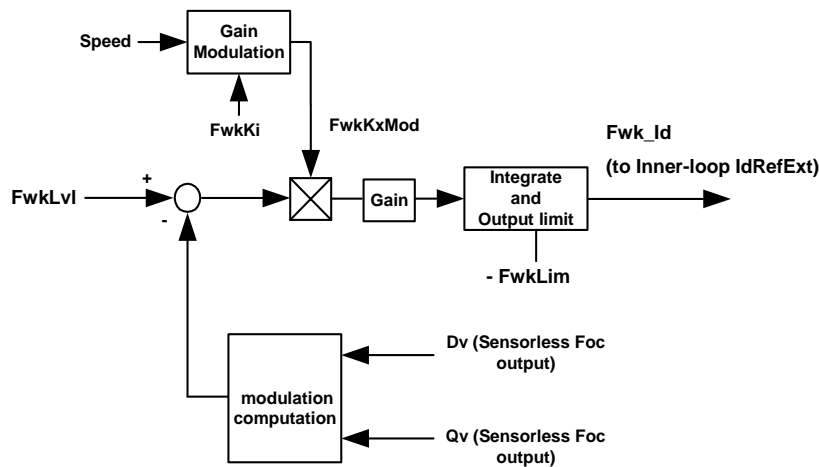 Speed
Gain
Modulation
FwkKi
FwkKxMod
Fwk_Id
(to Inner-loop IdRefExt)
FwkLvl
+
-
Gain
Integrate
and
Output limit
- FwkLim
modulation
computation
Dv (Sensorless Foc
output)
Qv (Sensorless Foc
output)